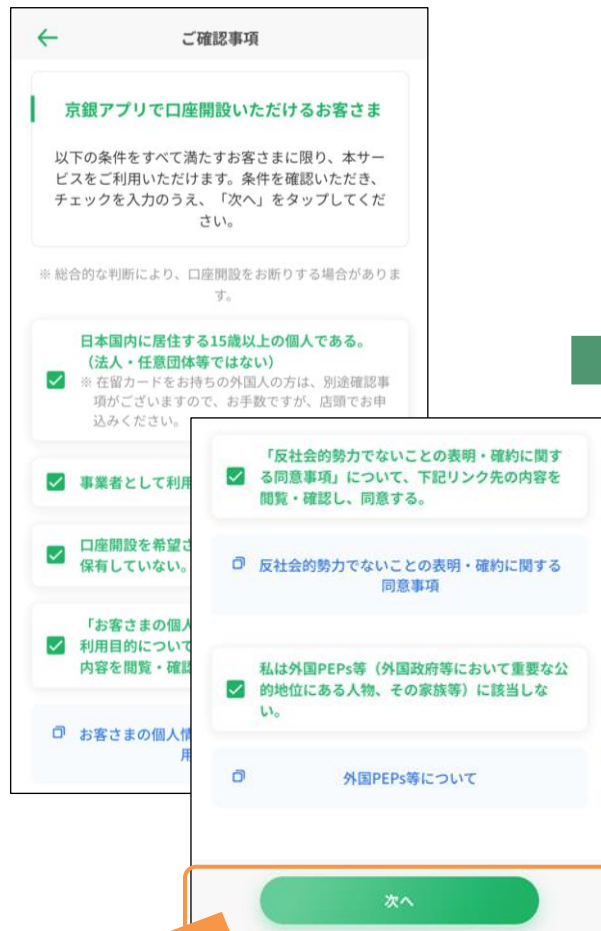 ご確認事項
京銀アプリで口座開設いただけるお客さま
以下の条件をすべて満たすお客さまに限り、本サー
ビスをご利用いただけます。条件を確認いただき、
チェックを入力のうえ、「次へ」をタップしてくだ
さい。
※ 総合的な判断により、口座開設をお断りする場合がありま
す。
日本国内に居住する15歳以上の個人である。
（法人・任意団体等ではない）
※ 在留カードをお持ちの外国人の方は、別途確認事
項がございますので、お手数ですが、店頭でお申
込みください。
事業者として利用
口座開設を希望さ
保有していない。
「お客さまの個人
利用目的について
内容を閲覧・確認
お客さまの個人情
用
「反社会的勢力でないことの表明・確約に関す
る同意事項」について、下記リンク先の内容を
閲覧・確認し、同意する。
反社会的勢力でないことの表明・確約に関する
同意事項
私は外国PEPs等（外国政府等において重要な公
的地位にある人物、その家族等）に該当しな
い。
外国PEPs等について
次へ